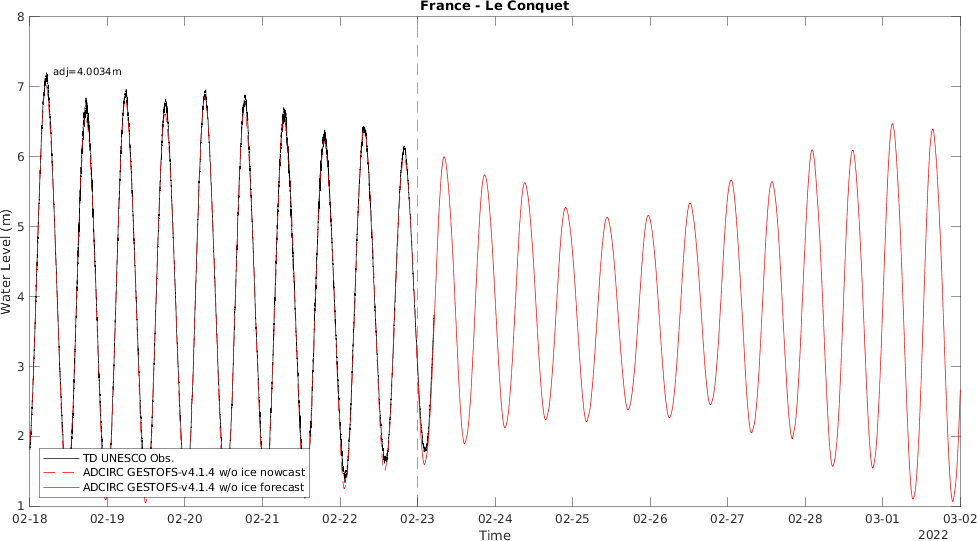 France - Le Conquet
8
adj=4.0034m
7
6
5
Water Level (m)
4
3
2
TD UNESCO Obs.
ADCIRC GESTOFS-v4.1.4 w/o ice nowcast
ADCIRC GESTOFS-v4.1.4 w/o ice forecast
1
02-18 02-19 02-20 02-21 02-22 02-23 02-24 02-25 02-26 02-27 02-28 03-01 03-02
Time 2022